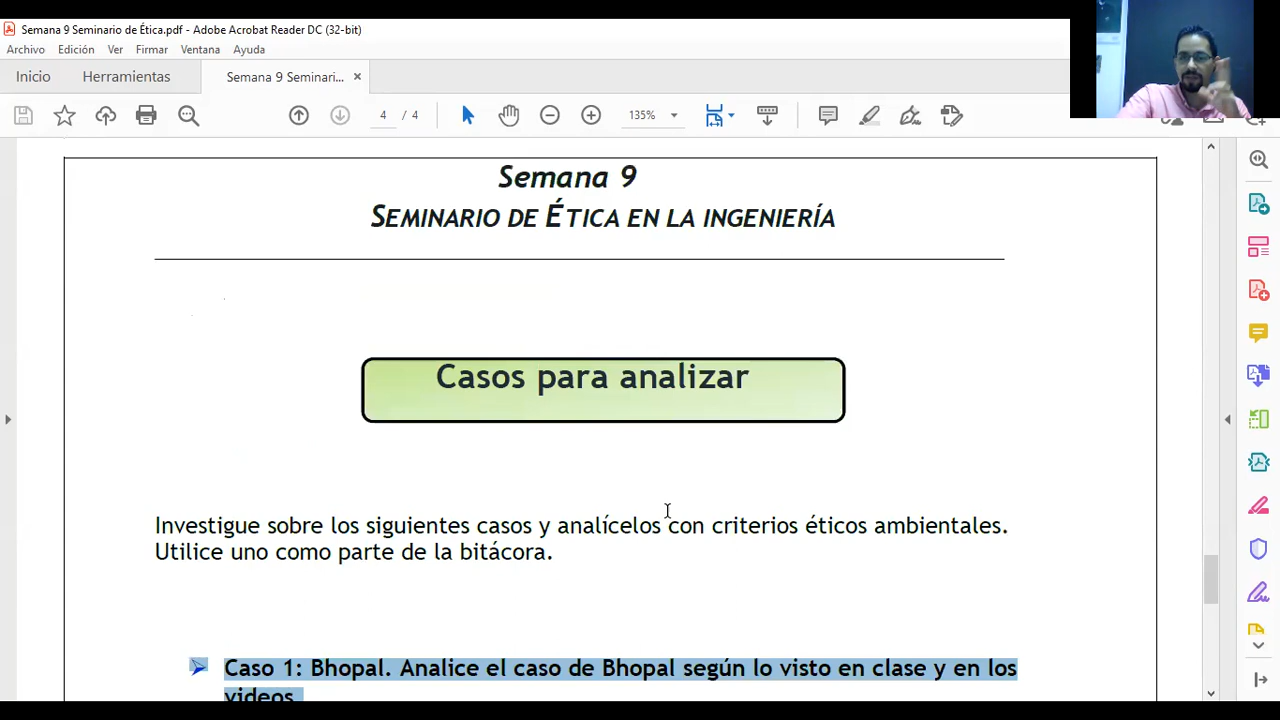 Semana 9 Seminario de Ética.pdf - Adobe Acrobat Reader DC (32-bit)
Archivo Edición Ver Firmar Ventana Ayuda
Inicio Herramientas Semana 9 Seminari... ×
4 / 4 135%
Semana 9
SEMINARIO DE ÉTICA EN LA INGENIERÍA
Casos para analizar
Investigue sobre los siguientes casos y analícelos con criterios éticos ambientales.
Utilice uno como parte de la bitácora.
Caso 1: Bhopal. Analice el caso de Bhopal según lo visto en clase y en los
videos.